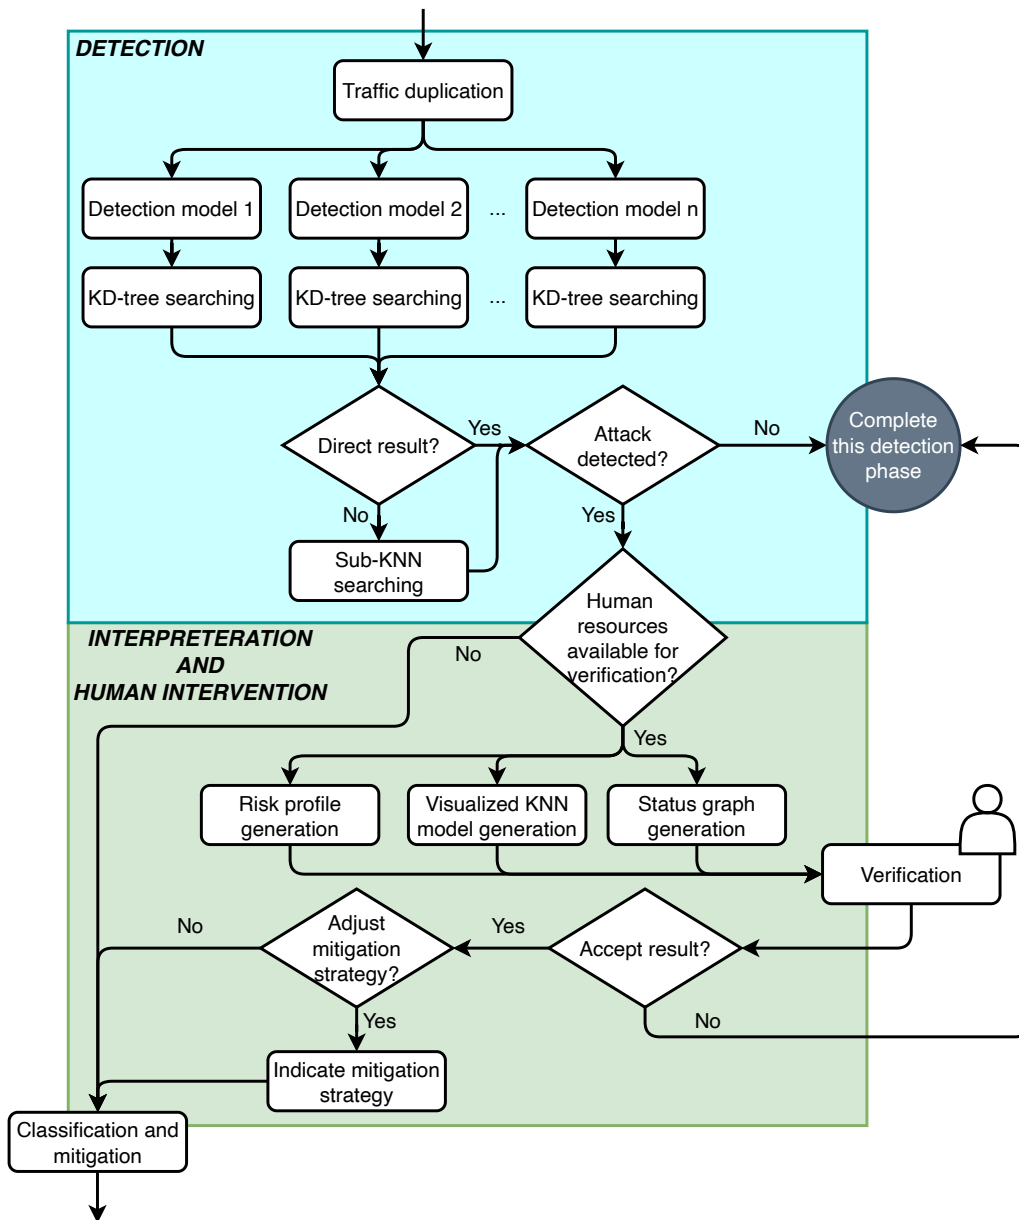 DETECTION
Traffic duplication
Detection model 1
Detection model 2
...
Detection model n
KD-tree searching
KD-tree searching
...
KD-tree searching
Direct result?
Yes
Attack
detected?
No
Complete
this detection
phase
No
Yes
Sub-KNN
searching
Human
resources
available for
verification?
INTERPRETERATION
AND
HUMAN INTERVENTION
No
Yes
Risk profile
generation
Visualized KNN
model generation
Status graph
generation
Verification
No
Adjust
mitigation
strategy?
Yes
Accept result?
Yes
No
Indicate mitigation
strategy
Classification and
mitigation